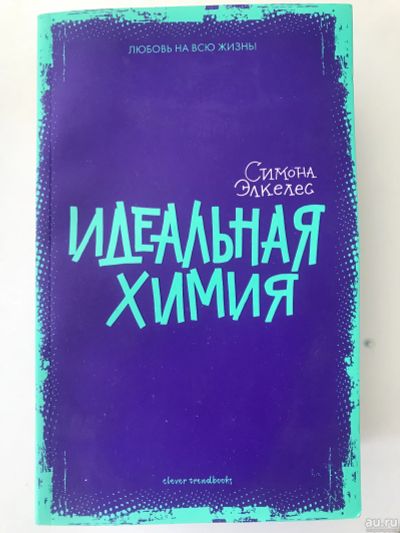 ЛЮБОВЬ НА ВСЮ ЖИЗНЬ!
СИМОНА
ЭЛКЕЛЕС
ИДЕАЛЬНАЯ
ХИМИЯ
clever trendbooks
au.ru